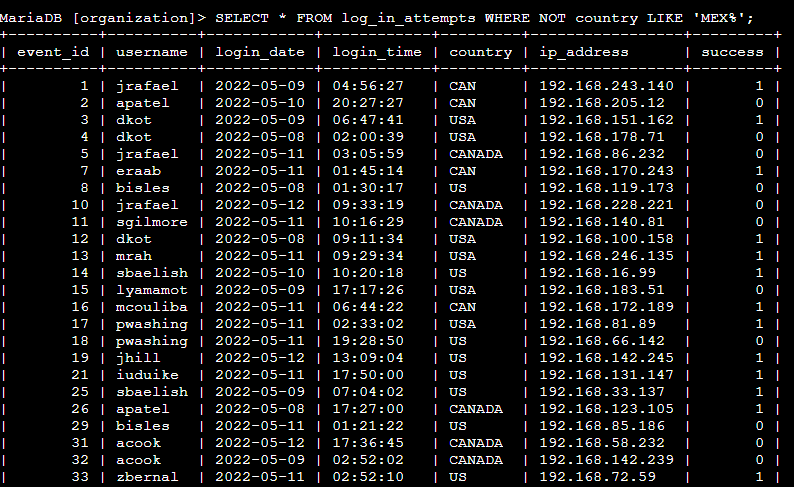 MariaDB [organization]> SELECT * FROM log_in_attempts WHERE NOT country LIKE 'MEX%';
+----------+----------+------------+------------+---------+-----------------+---------+
| event_id | username | login_date | login_time | country | ip_address      | success |
+----------+----------+------------+------------+---------+-----------------+---------+
|        1 | jrafael  | 2022-05-09 | 04:56:27   | CAN     | 192.168.243.140 |       1 |
|        2 | apatel   | 2022-05-10 | 20:27:27   | CAN     | 192.168.205.12  |       0 |
|        3 | dkot     | 2022-05-09 | 06:47:41   | USA     | 192.168.151.162 |       1 |
|        4 | dkot     | 2022-05-08 | 02:00:39   | USA     | 192.168.178.71  |       0 |
|        5 | jrafael  | 2022-05-11 | 03:05:59   | CANADA  | 192.168.86.232  |       0 |
|        7 | eraab    | 2022-05-11 | 01:45:14   | CAN     | 192.168.170.243 |       1 |
|        8 | bisles   | 2022-05-08 | 01:30:17   | US      | 192.168.119.173 |       0 |
|       10 | jrafael  | 2022-05-12 | 09:33:19   | CANADA  | 192.168.228.221 |       0 |
|       11 | sgilmore | 2022-05-11 | 10:16:29   | CANADA  | 192.168.140.81  |       0 |
|       12 | dkot     | 2022-05-08 | 09:11:34   | USA     | 192.168.100.158 |       1 |
|       13 | mrah     | 2022-05-11 | 09:29:34   | USA     | 192.168.246.135 |       1 |
|       14 | sbaelish | 2022-05-10 | 10:20:18   | US      | 192.168.16.99   |       1 |
|       15 | lyamamot | 2022-05-09 | 17:17:26   | USA     | 192.168.183.51  |       0 |
|       16 | mcouliba | 2022-05-11 | 06:44:22   | CAN     | 192.168.172.189 |       1 |
|       17 | pwashing | 2022-05-11 | 02:33:02   | USA     | 192.168.81.89   |       1 |
|       18 | pwashing | 2022-05-11 | 19:28:50   | US      | 192.168.66.142  |       0 |
|       19 | jhill    | 2022-05-12 | 13:09:04   | US      | 192.168.142.245 |       1 |
|       21 | iuduike  | 2022-05-11 | 17:50:00   | US      | 192.168.131.147 |       1 |
|       25 | sbaelish | 2022-05-09 | 07:04:02   | US      | 192.168.33.137  |       1 |
|       26 | apatel   | 2022-05-08 | 17:27:00   | CANADA  | 192.168.123.105 |       1 |
|       29 | bisles   | 2022-05-11 | 01:21:22   | US      | 192.168.85.186  |       0 |
|       31 | acook    | 2022-05-12 | 17:36:45   | CANADA  | 192.168.58.232  |       0 |
|       32 | acook    | 2022-05-09 | 02:52:02   | CANADA  | 192.168.142.239 |       0 |
|       33 | zbernal  | 2022-05-11 | 02:52:10   | US      | 192.168.72.59   |       1 |